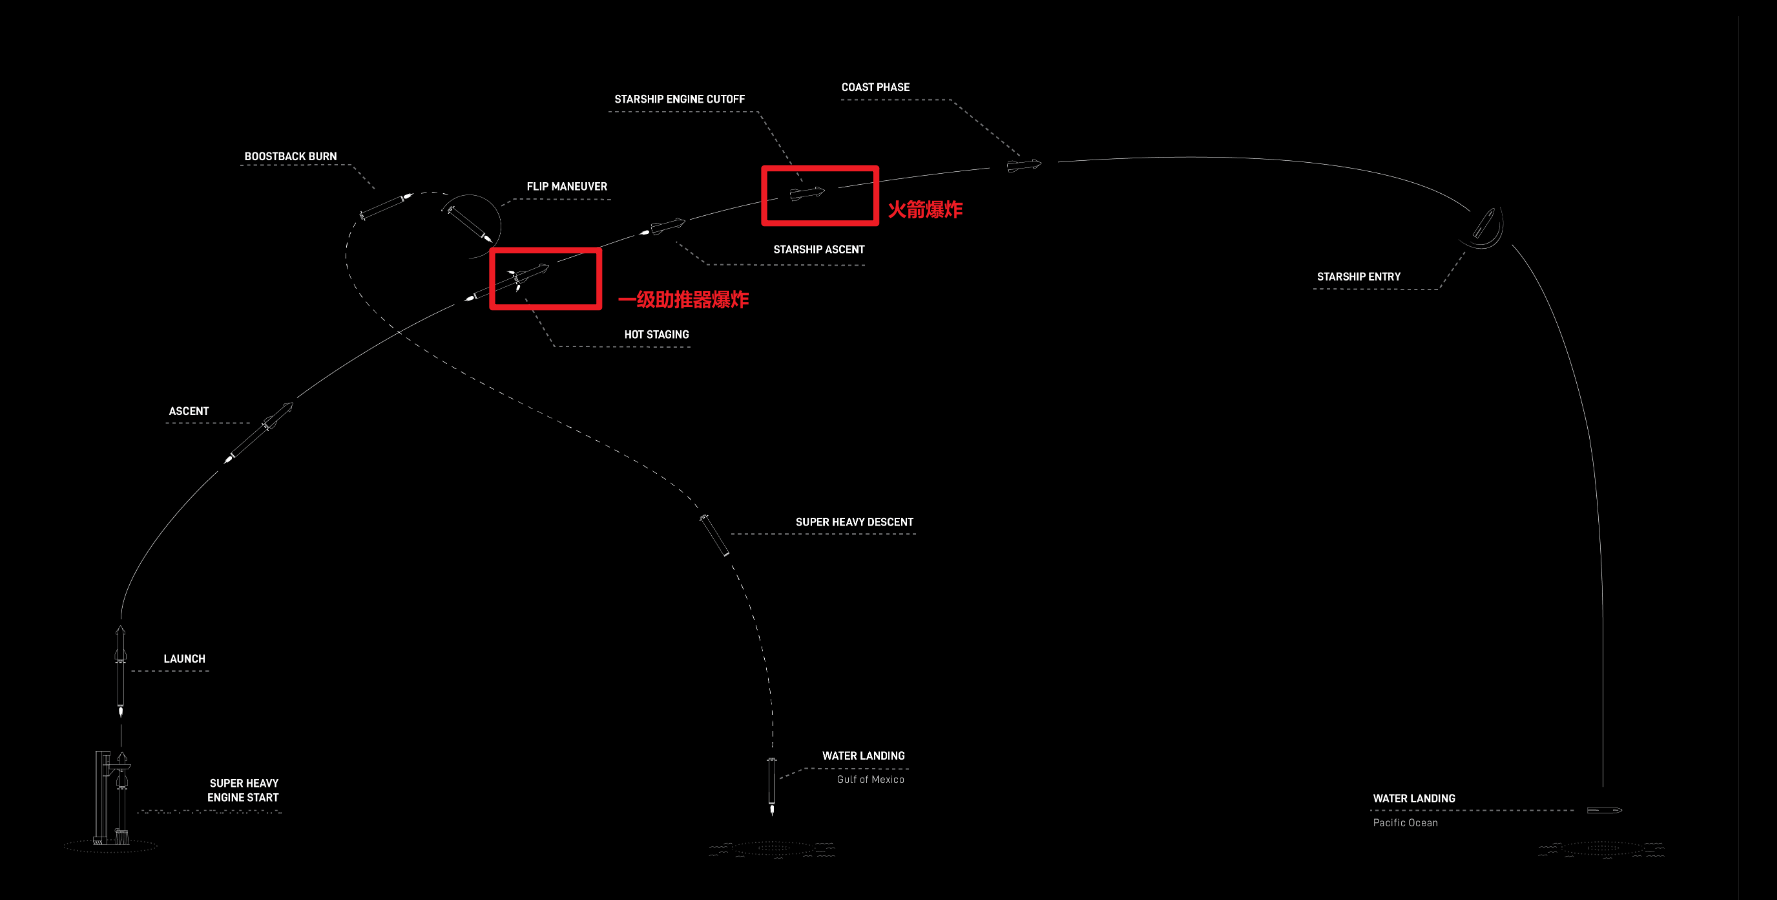 COAST PHASE
STARSHIP ENGINE CUTOFF
BOOSTBACK BURN
FLIP MANEUVER
火箭爆炸
STARSHIP ASCENT
STARSHIP ENTRY
一级助推器爆炸
HOT STAGING
ASCENT
SUPER HEAVY DESCENT
LAUNCH
WATER LANDING
Gulf of Mexico
SUPER HEAVY
ENGINE START
WATER LANDING
Pacific Ocean